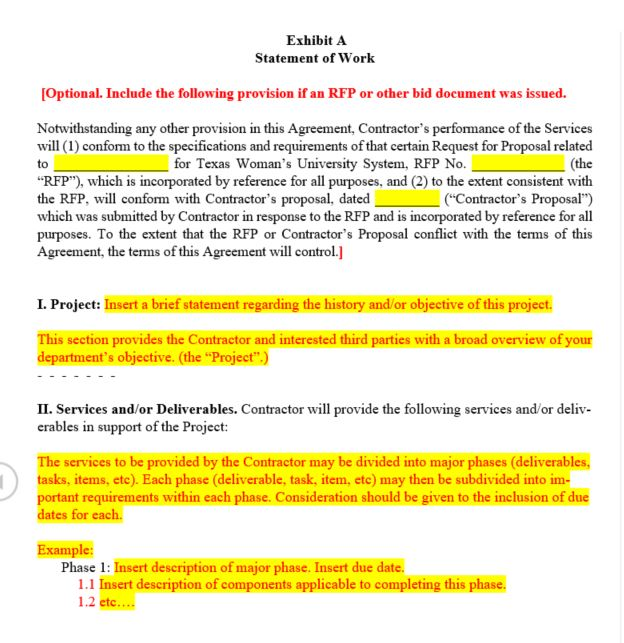 Exhibit A
Statement of Work
[Optional. Include the following provision if an RFP or other bid document was issued.
Notwithstanding any other provision in this Agreement, Contractor's performance of the Services
will (1) conform to the specifications and requirements of that certain Request for Proposal related
to ________________ for Texas Woman's University System, RFP No. _____________ (the
“RFP”), which is incorporated by reference for all purposes, and (2) to the extent consistent with
the RFP, will conform with Contractor's proposal, dated _________ (“Contractor's Proposal”)
which was submitted by Contractor in response to the RFP and is incorporated by reference for all
purposes. To the extent that the RFP or Contractor's Proposal conflict with the terms of this
Agreement, the terms of this Agreement will control.]
I. Project: Insert a brief statement regarding the history and/or objective of this project.
This section provides the Contractor and interested third parties with a broad overview of your
department's objective. (the “Project”.)
- - - - - - -
II. Services and/or Deliverables. Contractor will provide the following services and/or deliv-
erables in support of the Project:
The services to be provided by the Contractor may be divided into major phases (deliverables,
tasks, items, etc). Each phase (deliverable, task, item, etc) may then be subdivided into im-
portant requirements within each phase. Consideration should be given to the inclusion of due
dates for each.
Example:
Phase 1: Insert description of major phase. Insert due date.
1.1 Insert description of components applicable to completing this phase.
1.2 etc….